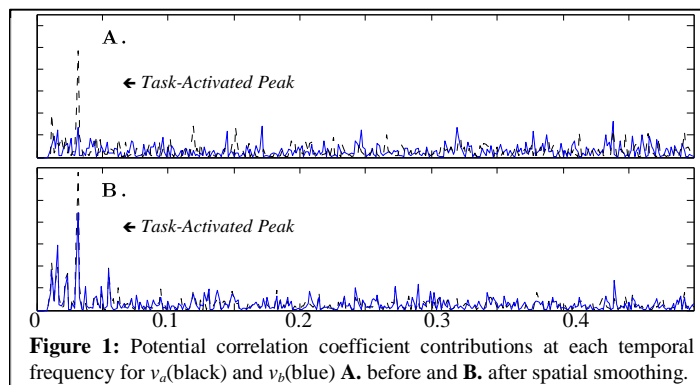 A.
← Task-Activated Peak
B.
← Task-Activated Peak
0 0.1 0.2 0.3 0.4
Figure 1: Potential correlation coefficient contributions at each temporal
frequency for va(black) and vb(blue) A. before and B. after spatial smoothing.